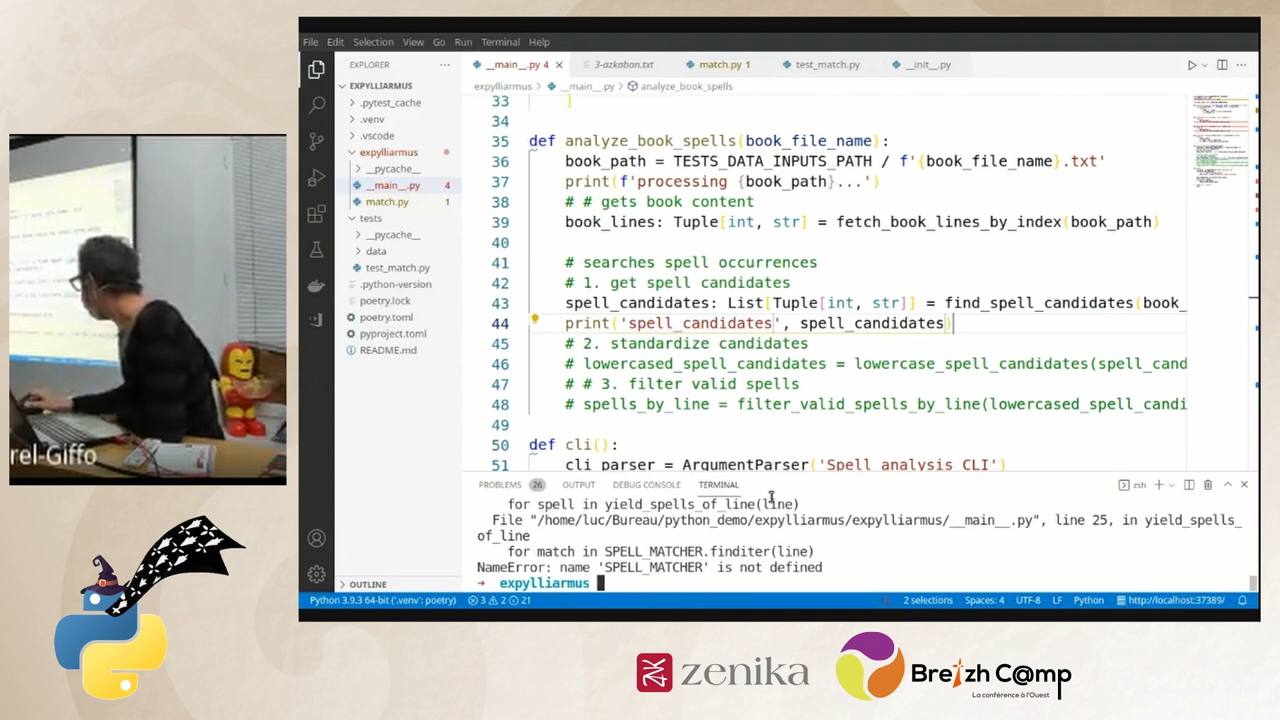 File Edit Selection View Go Run Terminal Help
EXPLORER
EXPYLLIARMUS
.pytest_cache
.venv
.vscode
expylliarmus
__pycache__
__main__.py 4
match.py 1
tests
__pycache__
data
test_match.py
.python-version
poetry.lock
poetry.toml
pyproject.toml
README.md
OUTLINE
__main__.py 4 3-azkaban.txt match.py 1 test_match.py __init__.py
expylliarmus > __main__.py > analyze_book_spells
33 ]
34
35 def analyze_book_spells(book_file_name):
36 book_path = TESTS_DATA_INPUTS_PATH / f'{book_file_name}.txt'
37 print(f'processing {book_path}...')
38 # # gets book content
39 book_lines: Tuple[int, str] = fetch_book_lines_by_index(book_path)
40
41 # searches spell occurrences
42 # 1. get spell candidates
43 spell_candidates: List[Tuple[int, str]] = find_spell_candidates(book_
44 print('spell_candidates', spell_candidates)
45 # 2. standardize candidates
46 # lowercased_spell_candidates = lowercase_spell_candidates(spell_cand
47 # # 3. filter valid spells
48 # spells_by_line = filter_valid_spells_by_line(lowercased_spell_candi
49
50 def cli():
51 cli_parser = ArgumentParser('Spell analysis CLI')
PROBLEMS 26 OUTPUT DEBUG CONSOLE TERMINAL zsh
for spell in yield_spells_of_line(line)
File "/home/luc/Bureau/python_demo/expylliarmus/expylliarmus/__main__.py", line 25, in yield_spells_
of_line
for match in SPELL_MATCHER.finditer(line)
NameError: name 'SPELL_MATCHER' is not defined
→ expylliarmus
Python 3.9.3 64-bit ('.venv': poetry) 3 2 21 2 selections Spaces: 4 UTF-8 LF Python http://localhost:37389/
rel-Giffo
zenika
Breizh C@mp
La conférence à l'Ouest